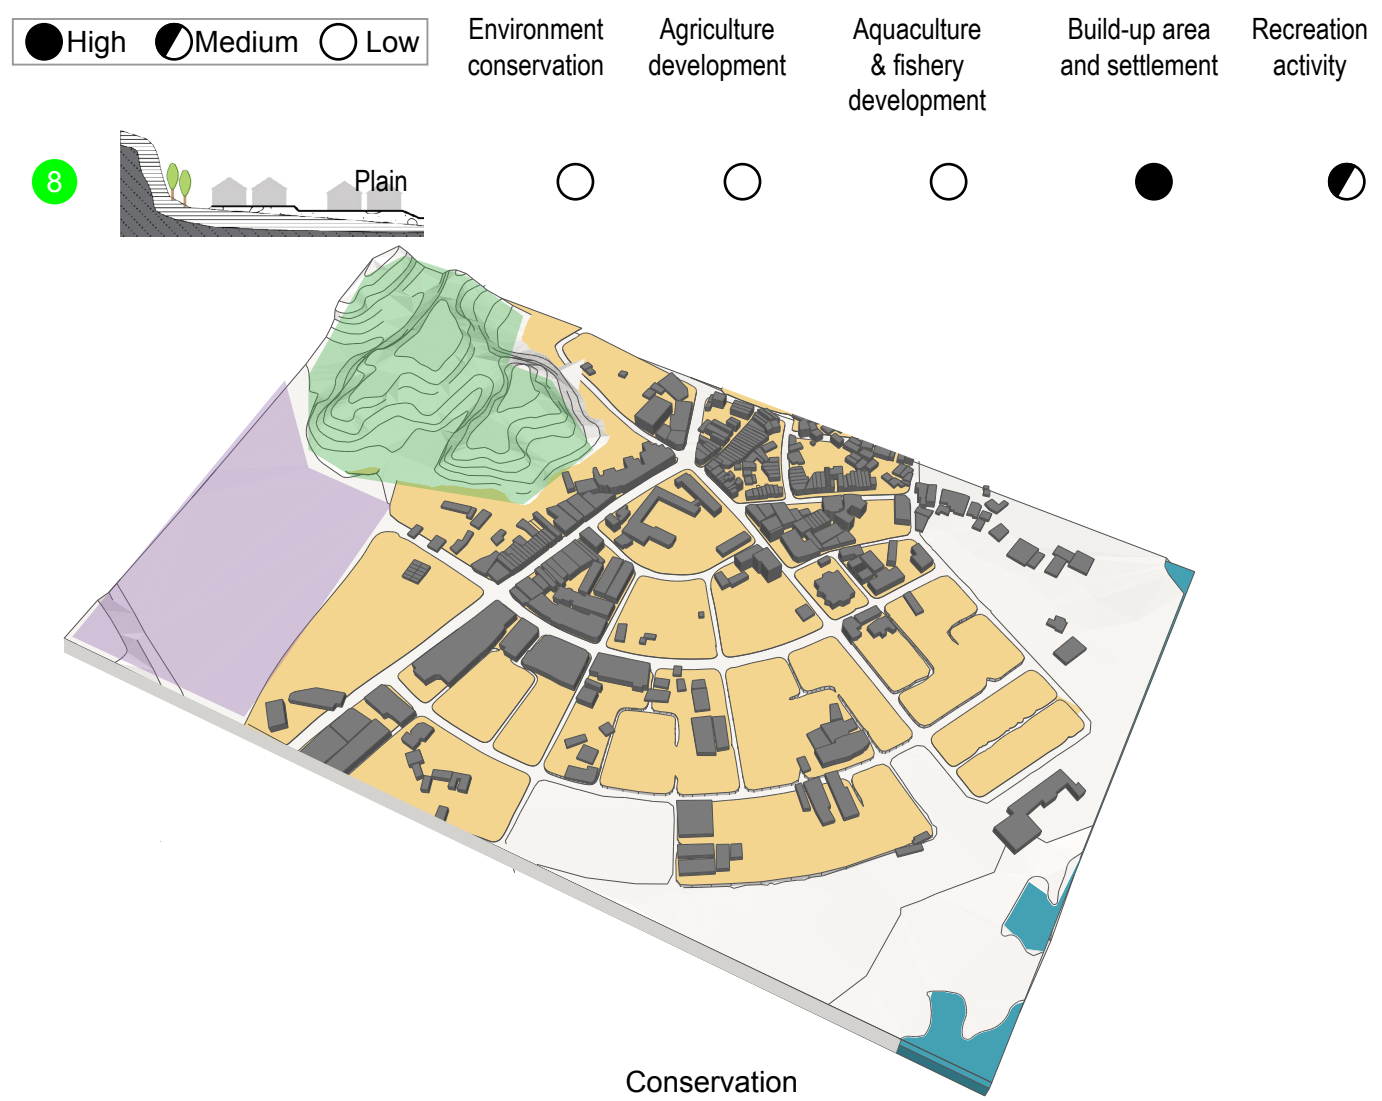 High Medium Low
Environment
conservation
Agriculture
development
Aquaculture
& fishery
development
Build-up area
and settlement
Recreation
activity
8
Plain
Conservation